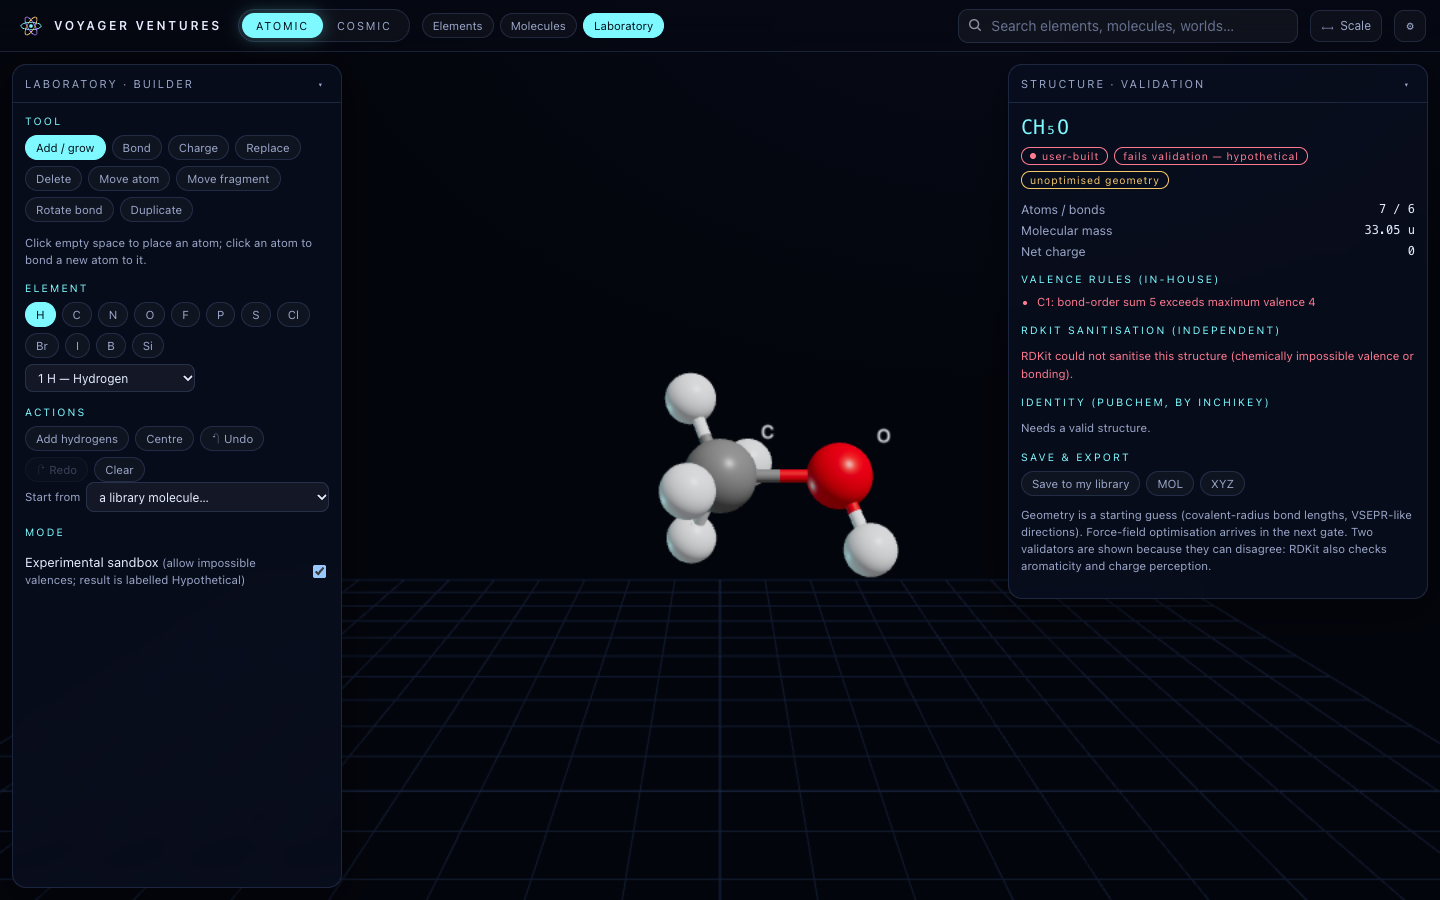 VOYAGER VENTURES
ATOMIC
COSMIC
Elements
Molecules
Laboratory
Search elements, molecules, worlds...
Scale
LABORATORY · BUILDER
TOOL
Add / grow
Bond
Charge
Replace
Delete
Move atom
Move fragment
Rotate bond
Duplicate
Click empty space to place an atom; click an atom to
bond a new atom to it.
ELEMENT
H
C
N
O
F
P
S
Cl
Br
I
B
Si
1 H — Hydrogen
ACTIONS
Add hydrogens
Centre
Undo
Redo
Clear
Start from
a library molecule...
MODE
Experimental sandbox (allow impossible
valences; result is labelled Hypothetical)
C
O
STRUCTURE · VALIDATION
CH₅O
user-built
fails validation — hypothetical
unoptimised geometry
Atoms / bonds
7 / 6
Molecular mass
33.05 u
Net charge
0
VALENCE RULES (IN-HOUSE)
C1: bond-order sum 5 exceeds maximum valence 4
RDKIT SANITISATION (INDEPENDENT)
RDKit could not sanitise this structure (chemically impossible valence or
bonding).
IDENTITY (PUBCHEM, BY INCHIKEY)
Needs a valid structure.
SAVE & EXPORT
Save to my library
MOL
XYZ
Geometry is a starting guess (covalent-radius bond lengths, VSEPR-like
directions). Force-field optimisation arrives in the next gate. Two
validators are shown because they can disagree: RDKit also checks
aromaticity and charge perception.